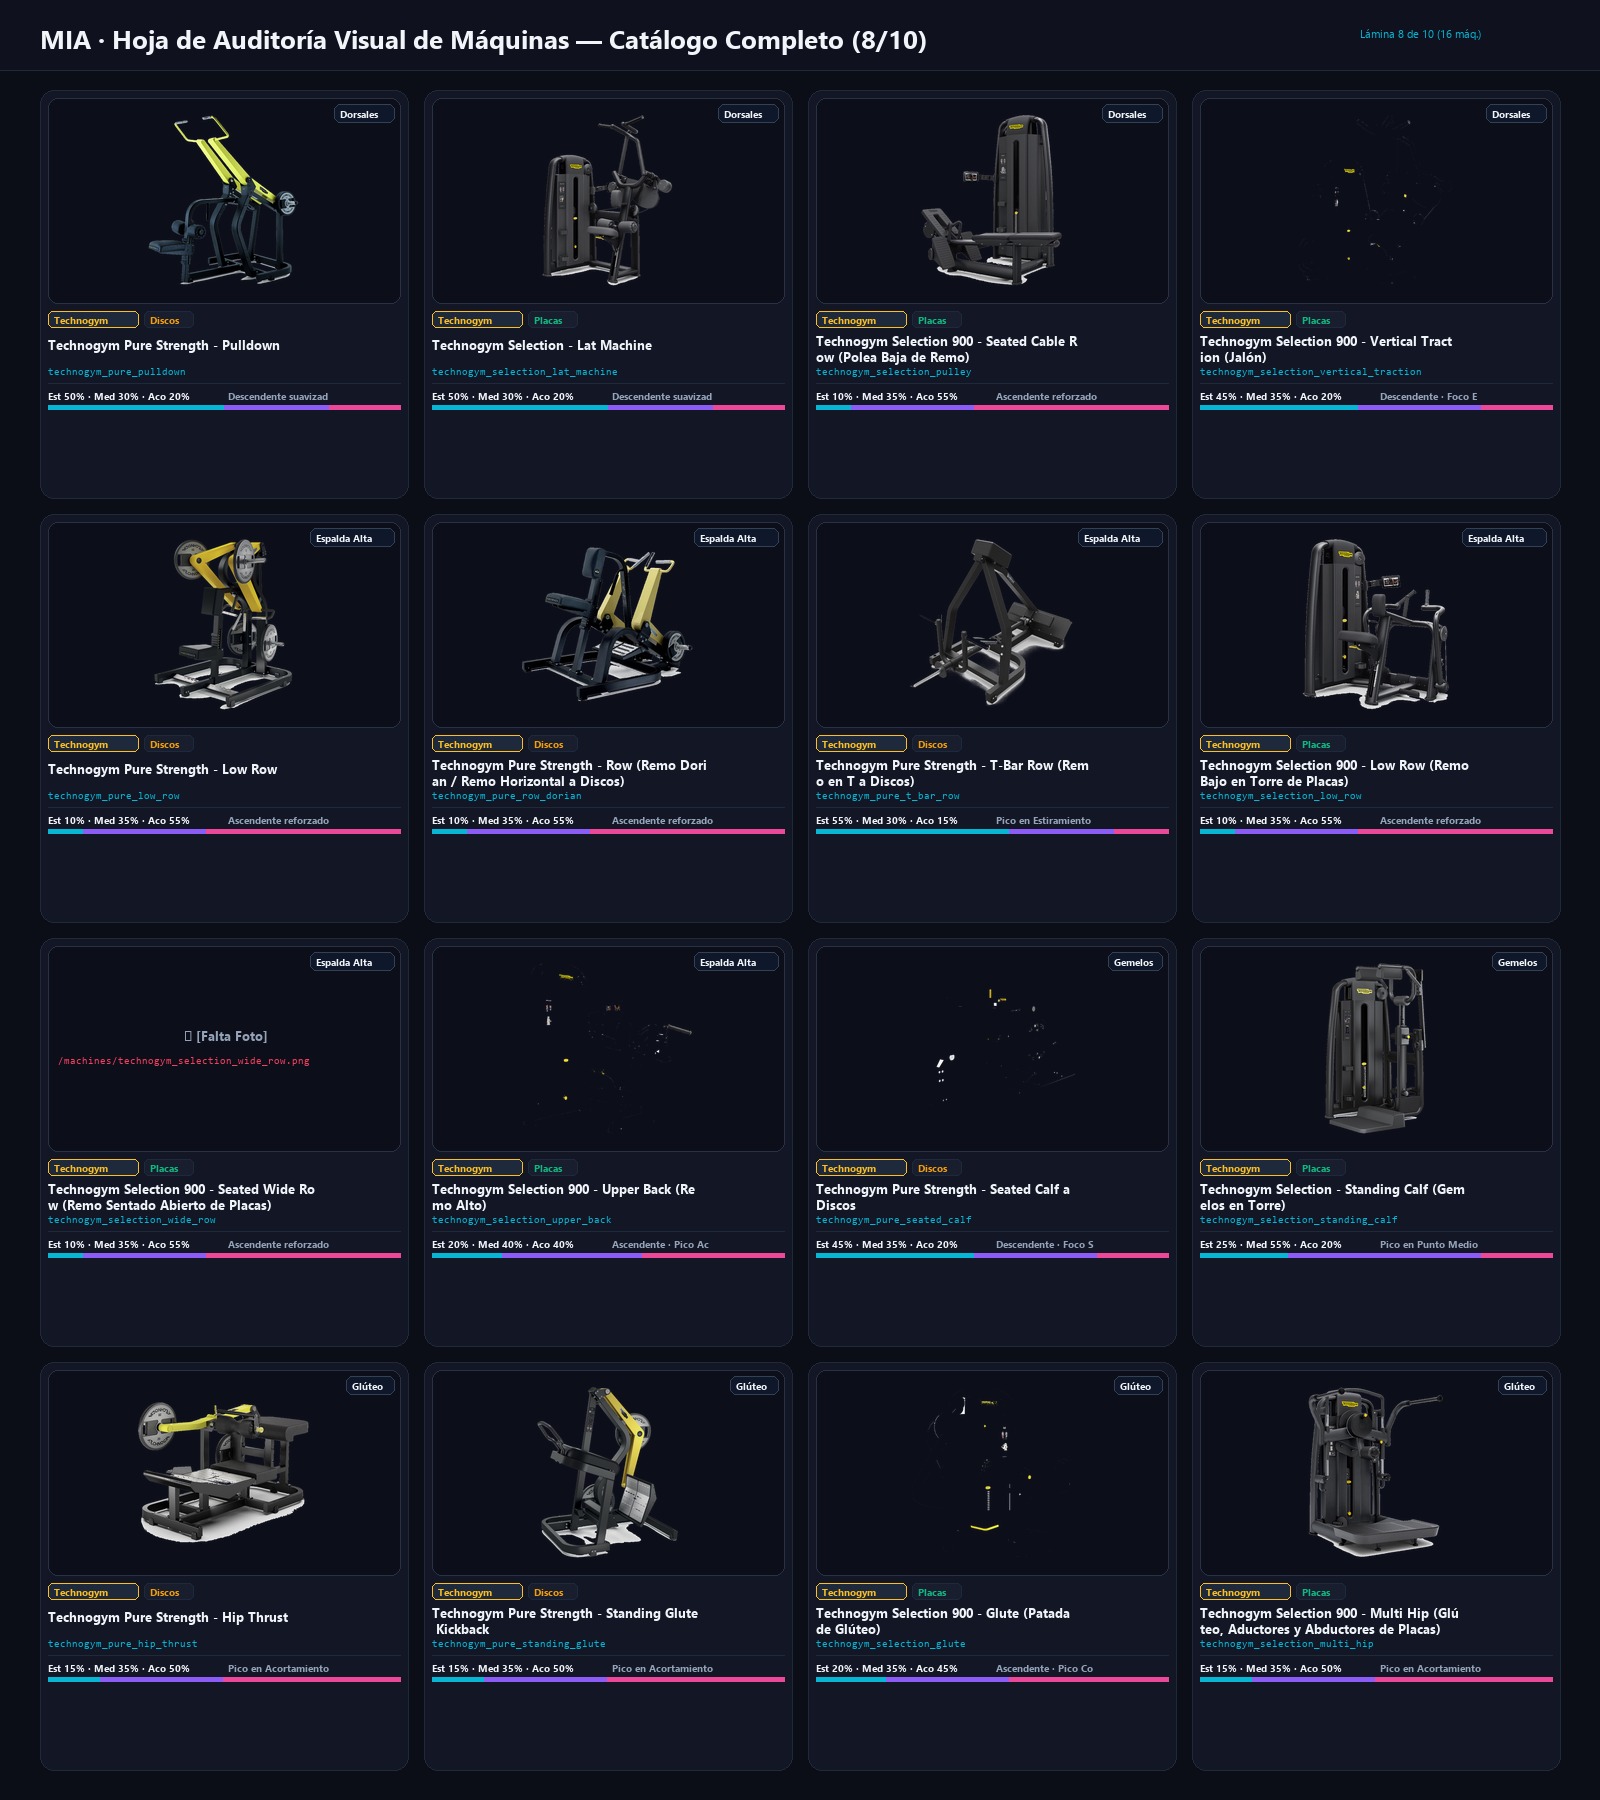 MIA · Hoja de Auditoría Visual de Máquinas — Catálogo Completo (8/10)
Lámina 8 de 10 (16 máq.)
Dorsales
Technogym
Discos
Technogym Pure Strength - Pulldown
technogym_pure_pulldown
Est 50% · Med 30% · Aco 20%
Descendente suavizad
Dorsales
Technogym
Placas
Technogym Selection - Lat Machine
technogym_selection_lat_machine
Est 50% · Med 30% · Aco 20%
Descendente suavizad
Dorsales
Technogym
Placas
Technogym Selection 900 - Seated Cable R
ow (Polea Baja de Remo)
technogym_selection_pulley
Est 10% · Med 35% · Aco 55%
Ascendente reforzado
Dorsales
Technogym
Placas
Technogym Selection 900 - Vertical Tract
ion (Jalón)
technogym_selection_vertical_traction
Est 45% · Med 35% · Aco 20%
Descendente · Foco E
Espalda Alta
Technogym
Discos
Technogym Pure Strength - Low Row
technogym_pure_low_row
Est 10% · Med 35% · Aco 55%
Ascendente reforzado
Espalda Alta
Technogym
Discos
Technogym Pure Strength - Row (Remo Dori
an / Remo Horizontal a Discos)
technogym_pure_row_dorian
Est 10% · Med 35% · Aco 55%
Ascendente reforzado
Espalda Alta
Technogym
Discos
Technogym Pure Strength - T-Bar Row (Rem
o en T a Discos)
technogym_pure_t_bar_row
Est 55% · Med 30% · Aco 15%
Pico en Estiramiento
Espalda Alta
Technogym
Placas
Technogym Selection 900 - Low Row (Remo
Bajo en Torre de Placas)
technogym_selection_low_row
Est 10% · Med 35% · Aco 55%
Ascendente reforzado
Espalda Alta
[Falta Foto]
/machines/technogym_selection_wide_row.png
Technogym
Placas
Technogym Selection 900 - Seated Wide Ro
w (Remo Sentado Abierto de Placas)
technogym_selection_wide_row
Est 10% · Med 35% · Aco 55%
Ascendente reforzado
Espalda Alta
Technogym
Placas
Technogym Selection 900 - Upper Back (Re
mo Alto)
technogym_selection_upper_back
Est 20% · Med 40% · Aco 40%
Ascendente · Pico Ac
Gemelos
Technogym
Discos
Technogym Pure Strength - Seated Calf a
Discos
technogym_pure_seated_calf
Est 45% · Med 35% · Aco 20%
Descendente · Foco S
Gemelos
Technogym
Placas
Technogym Selection - Standing Calf (Gem
elos en Torre)
technogym_selection_standing_calf
Est 25% · Med 55% · Aco 20%
Pico en Punto Medio
Glúteo
Technogym
Discos
Technogym Pure Strength - Hip Thrust
technogym_pure_hip_thrust
Est 15% · Med 35% · Aco 50%
Pico en Acortamiento
Glúteo
Technogym
Discos
Technogym Pure Strength - Standing Glute
Kickback
technogym_pure_standing_glute
Est 15% · Med 35% · Aco 50%
Pico en Acortamiento
Glúteo
Technogym
Placas
Technogym Selection 900 - Glute (Patada
de Glúteo)
technogym_selection_glute
Est 20% · Med 35% · Aco 45%
Ascendente · Pico Co
Glúteo
Technogym
Placas
Technogym Selection 900 - Multi Hip (Glú
teo, Aductores y Abductores de Placas)
technogym_selection_multi_hip
Est 15% · Med 35% · Aco 50%
Pico en Acortamiento